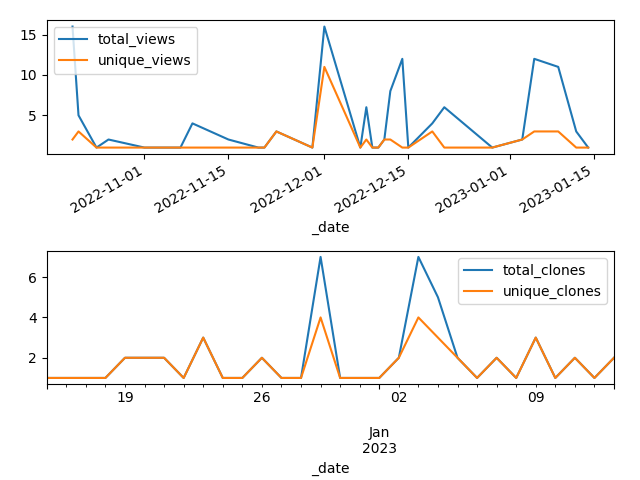 15
10
5
total_views
unique_views
2022-11-01
2022-11-15
2022-12-01
2022-12-15
2023-01-01
2023-01-15
_date
6
4
2
total_clones
unique_clones
19
26
02
09
Jan
2023
_date